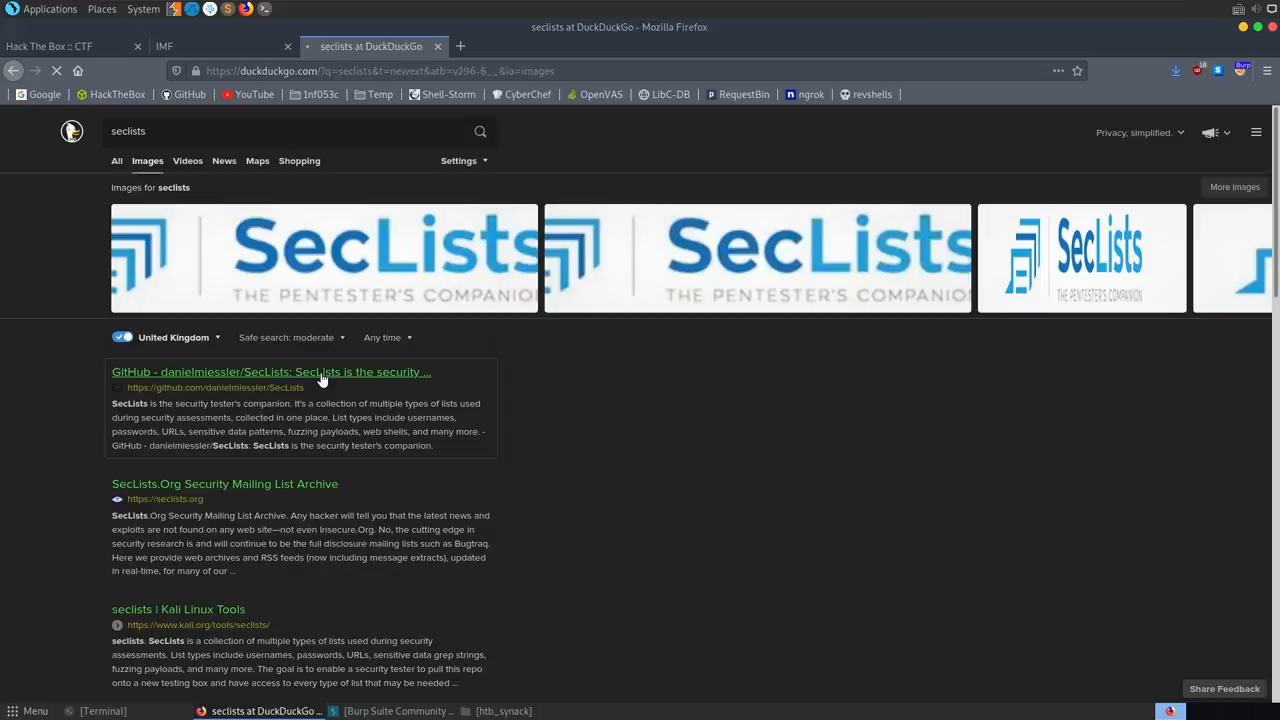 Applications Places System
seclists at DuckDuckGo - Mozilla Firefox
Hack The Box :: CTF
IMF
seclists at DuckDuckGo
https://duckduckgo.com/?q=seclists&t=newext&atb=v296-6__&ia=images
16
Burp
Google HackTheBox GitHub YouTube 1nf053c Temp Shell-Storm CyberChef OpenVAS LibC-DB RequestBin ngrok revshells
seclists
Privacy, simplified.
All Images Videos News Maps Shopping Settings
Images for seclists
More Images
SecLists
THE PENTESTER'S COMPANION
SecLists
THE PENTESTER'S COMPANION
SecLists
THE PENTESTER'S COMPANION
United Kingdom Safe search: moderate Any time
GitHub - danielmiessler/SecLists: SecLists is the security ...
https://github.com/danielmiessler/SecLists
SecLists is the security tester's companion. It's a collection of multiple types of lists used
during security assessments, collected in one place. List types include usernames,
passwords, URLs, sensitive data patterns, fuzzing payloads, web shells, and many more. -
GitHub - danielmiessler/SecLists: SecLists is the security tester's companion.
SecLists.Org Security Mailing List Archive
https://seclists.org
SecLists.Org Security Mailing List Archive. Any hacker will tell you that the latest news and
exploits are not found on any web site—not even Insecure.Org. No, the cutting edge in
security research is and will continue to be the full disclosure mailing lists such as Bugtraq.
Here we provide web archives and RSS feeds (now including message extracts), updated
in real-time, for many of our ...
seclists | Kali Linux Tools
https://www.kali.org/tools/seclists/
seclists. SecLists is a collection of multiple types of lists used during security
assessments. List types include usernames, passwords, URLs, sensitive data grep strings,
fuzzing payloads, and many more. The goal is to enable a security tester to pull this repo
onto a new testing box and have access to every type of list that may be needed ...
Share Feedback
Menu [Terminal] seclists at DuckDuckGo ... [Burp Suite Community ... [htb_synack]